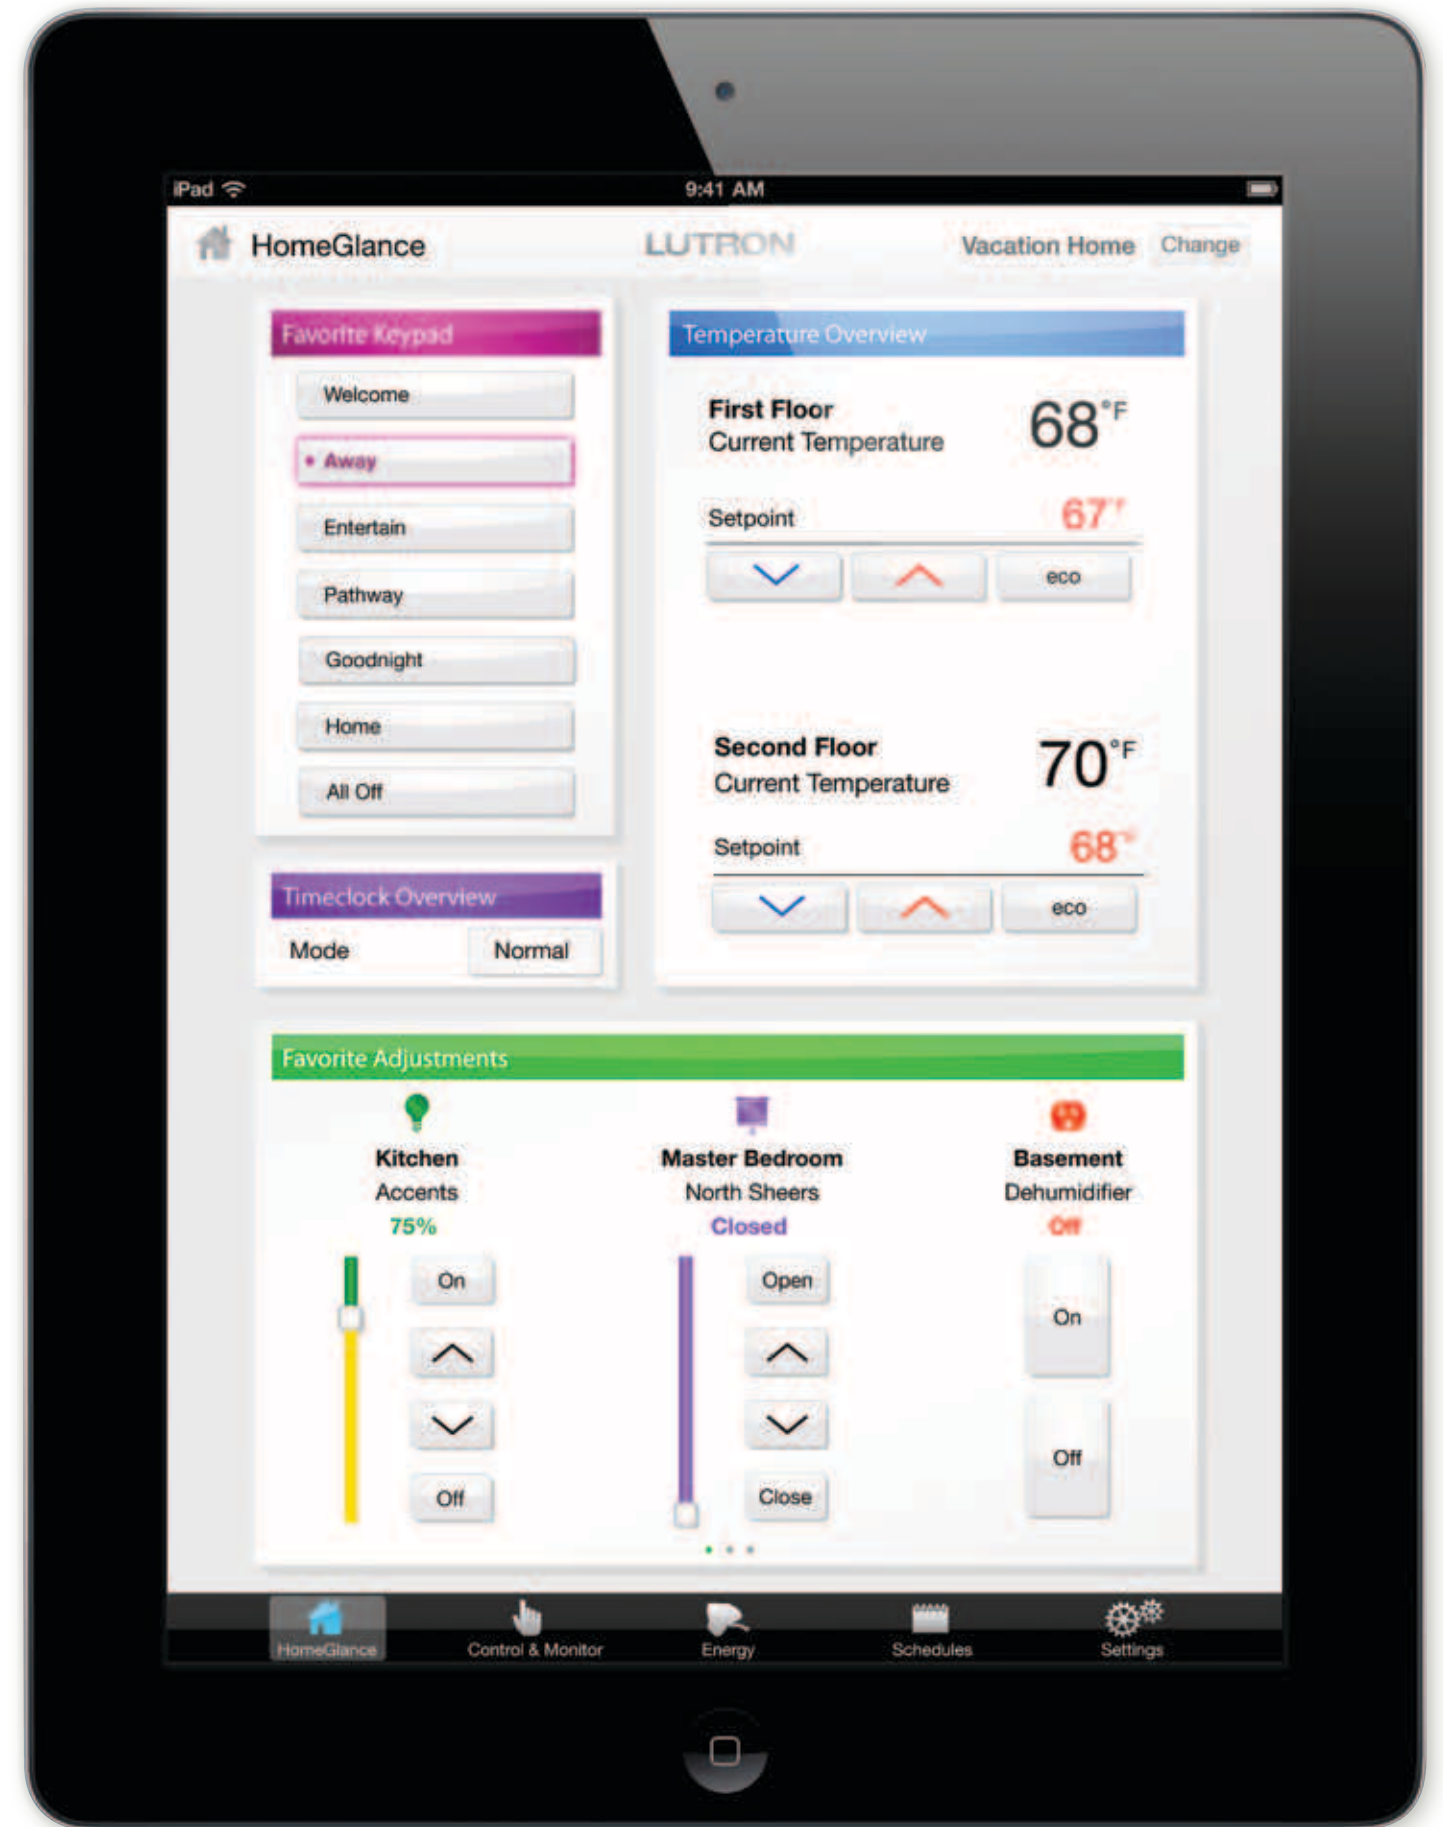 iPad
9:41 AM
HomeGlance
LUTRON
Vacation Home
Change
Favorite Keypad
Welcome
• Away
Entertain
Pathway
Goodnight
Home
All Off
Timeclock Overview
Mode
Normal
Temperature Overview
First Floor
68°F
Current Temperature
Setpoint
67°F
eco
Second Floor
70°F
Current Temperature
Setpoint
68°F
eco
Favorite Adjustments
Kitchen
Accents
75%
On
Off
Master Bedroom
North Sheers
Closed
Open
Close
Basement
Dehumidifier
Off
On
Off
HomeGlance
Control & Monitor
Energy
Schedules
Settings